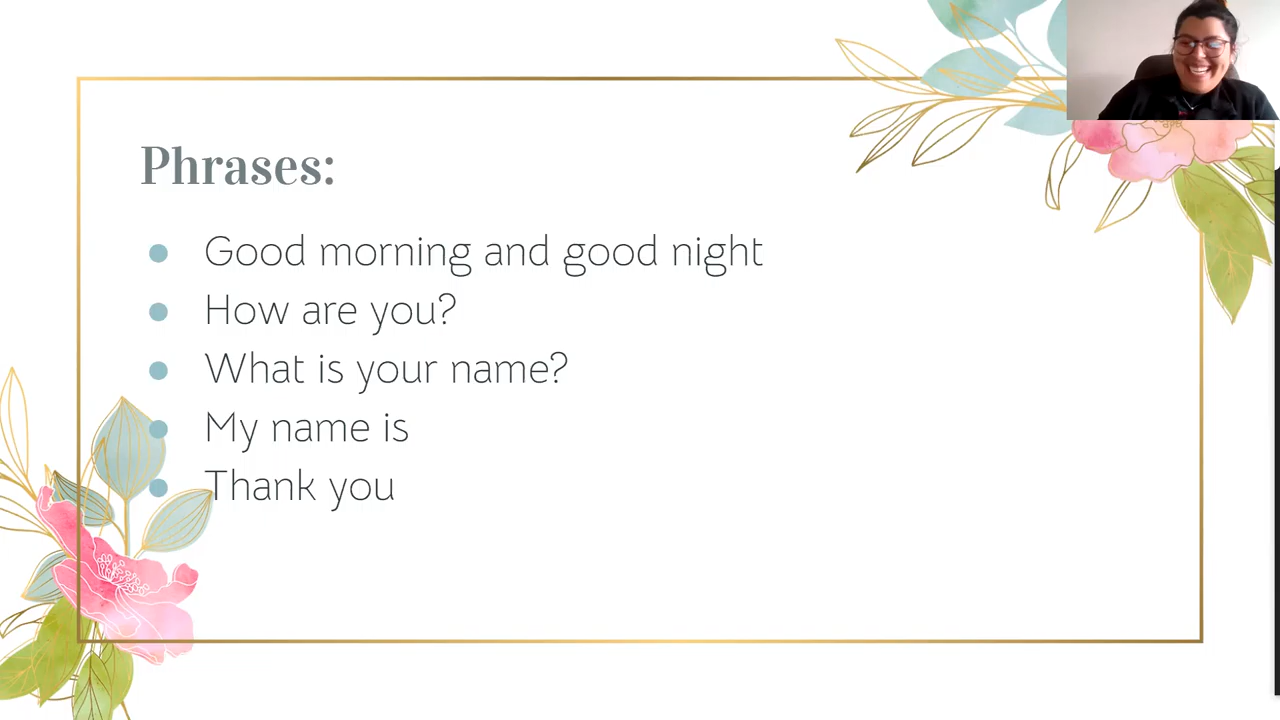 Phrases:
Good morning and good night
How are you?
What is your name?
My name is
Thank you